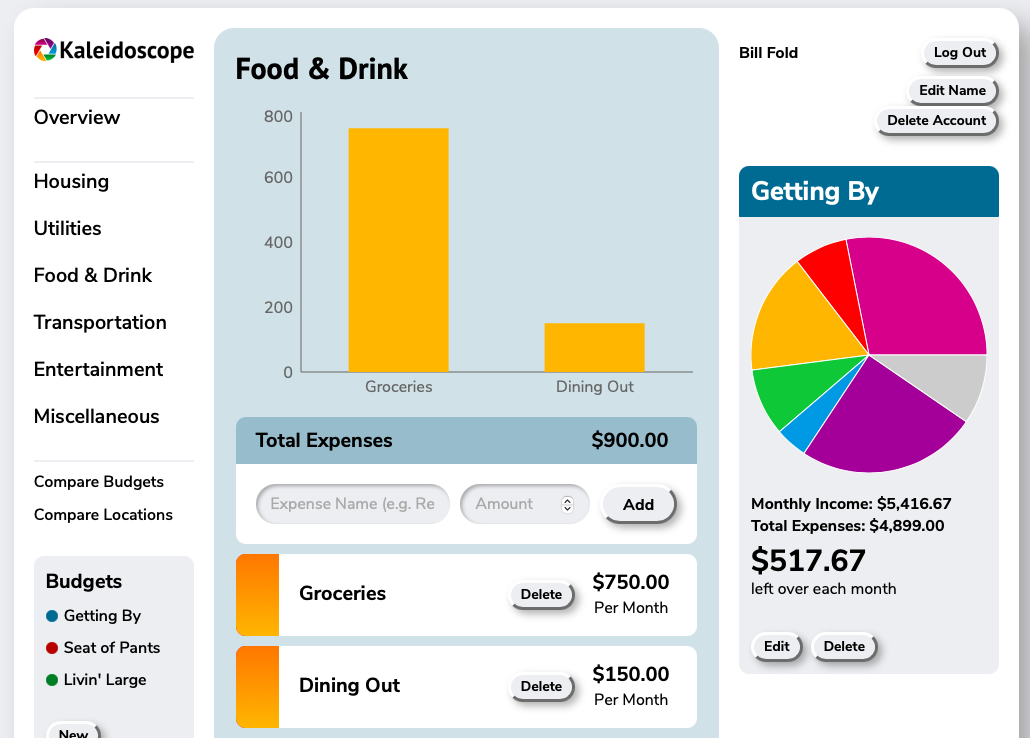 Kaleidoscope
Overview
Housing
Utilities
Food & Drink
Transportation
Entertainment
Miscellaneous
Compare Budgets
Compare Locations
Budgets
Getting By
Seat of Pants
Livin' Large
New
Food & Drink
800
600
400
200
0
Groceries
Dining Out
Total Expenses $900.00
Expense Name (e.g. Re
Amount
Add
Groceries
Delete
$750.00
Per Month
Dining Out
Delete
$150.00
Per Month
Bill Fold
Log Out
Edit Name
Delete Account
Getting By
Monthly Income: $5,416.67
Total Expenses: $4,899.00
$517.67
left over each month
Edit
Delete